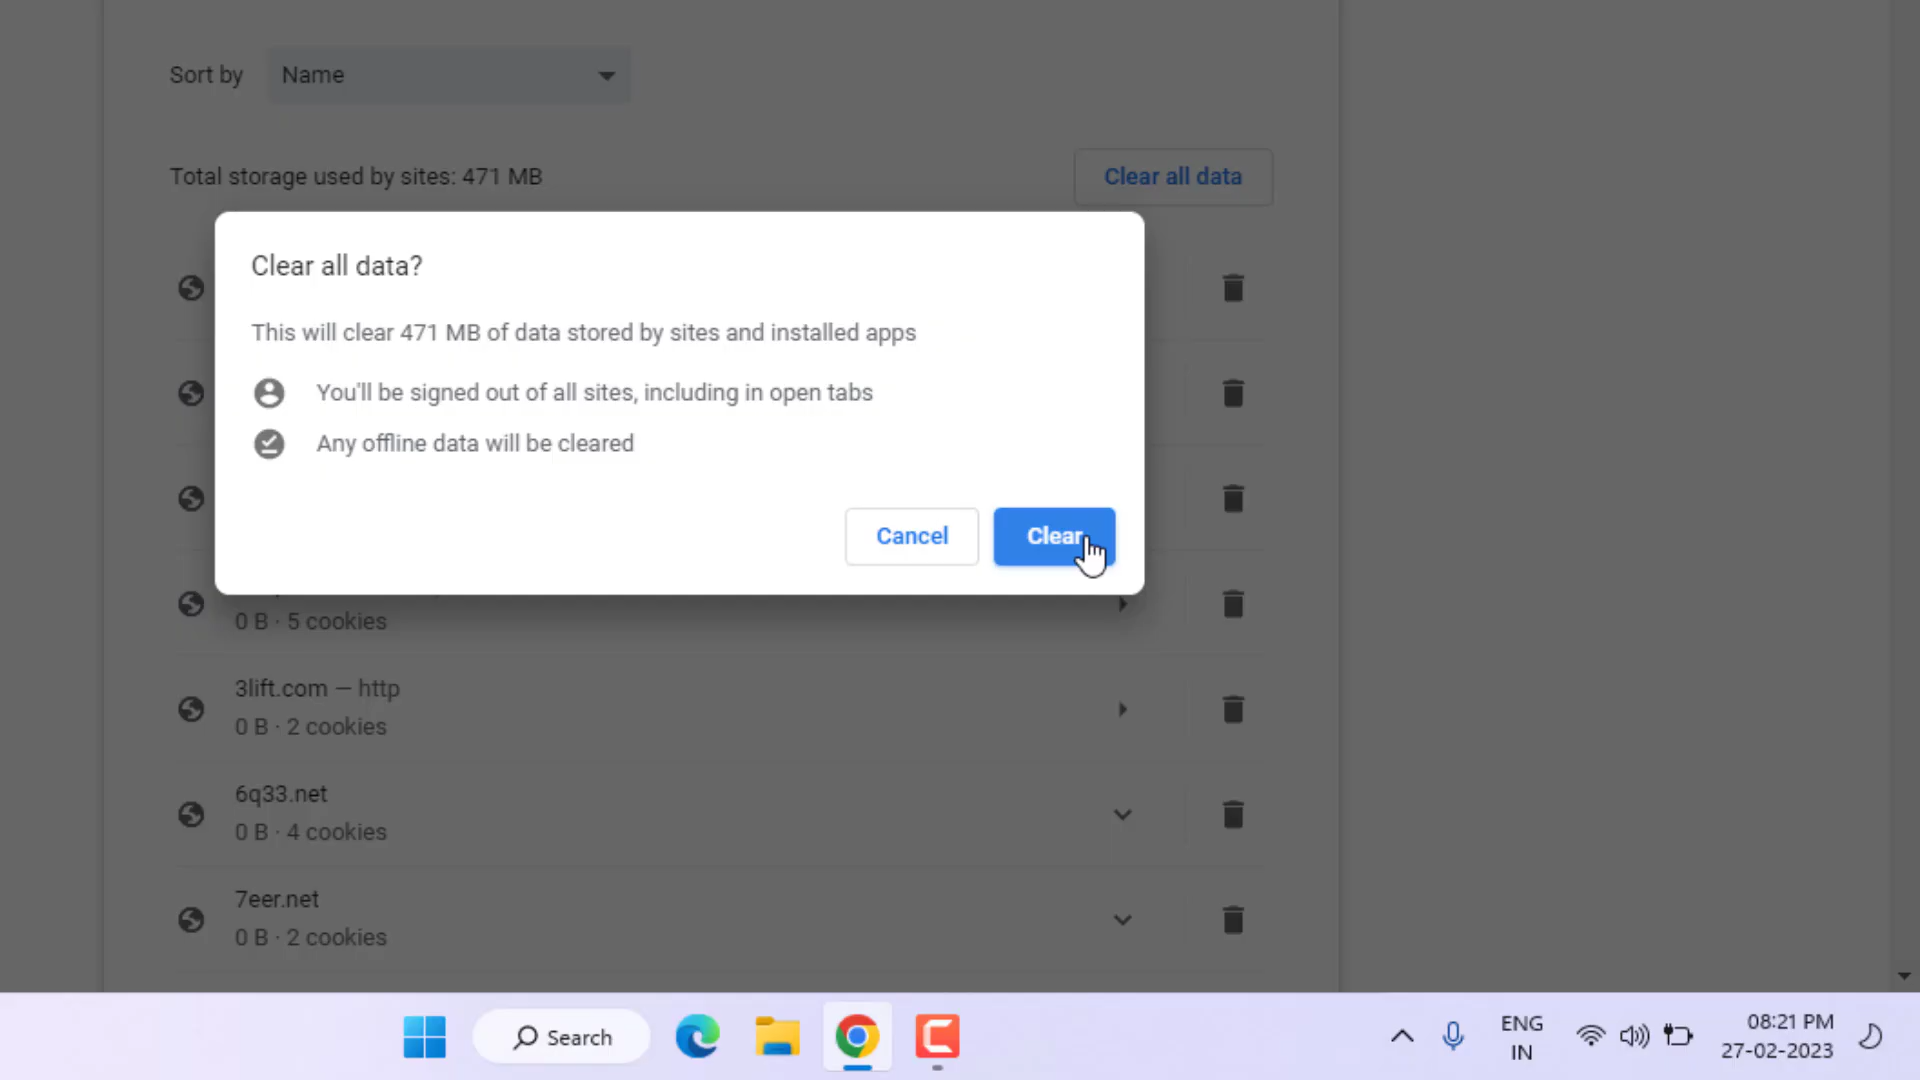 Sort by Name
Total storage used by sites: 471 MB Clear all data
Clear all data?
This will clear 471 MB of data stored by sites and installed apps
You'll be signed out of all sites, including in open tabs
Any offline data will be cleared
Cancel Clear
0 B · 5 cookies
3lift.com — http
0 B · 2 cookies
6q33.net
0 B · 4 cookies
7eer.net
0 B · 2 cookies
Search
ENG
IN
08:21 PM
27-02-2023